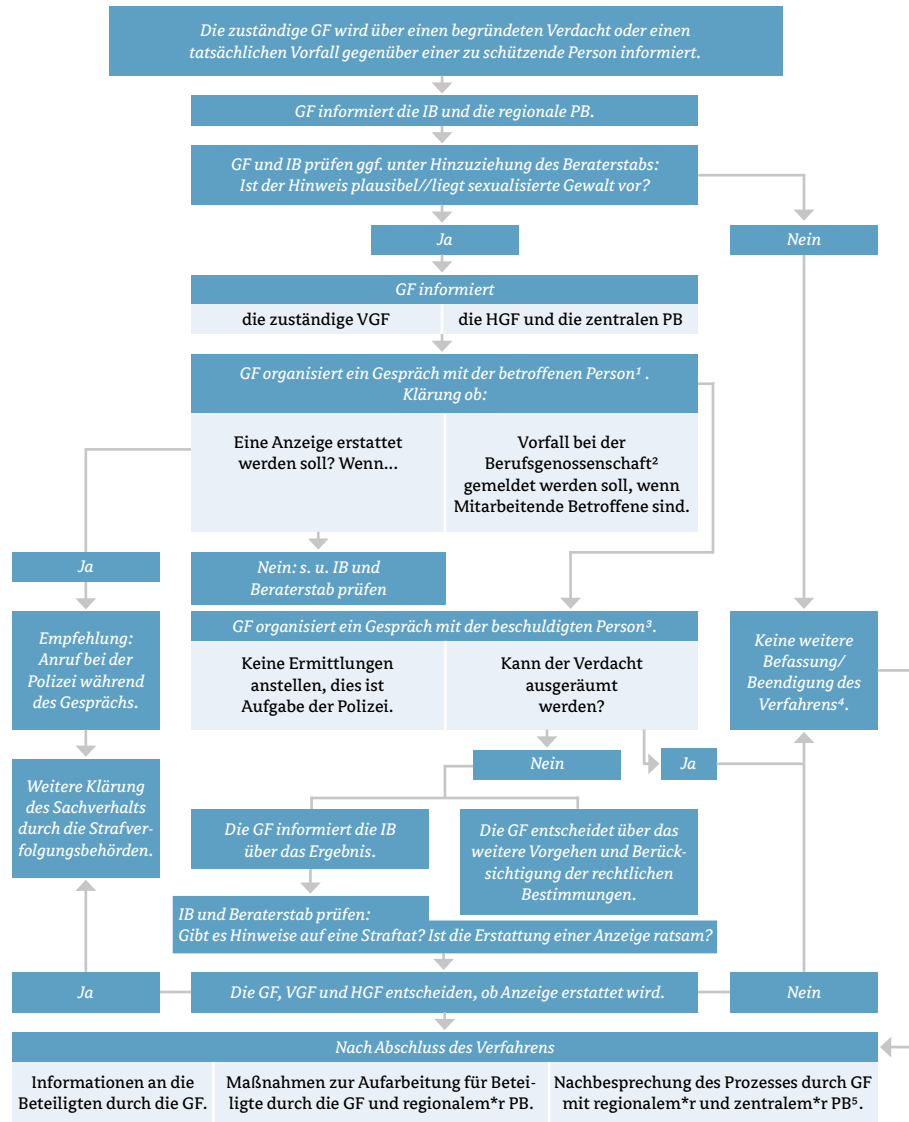 Die zuständige GF wird über einen begründeten Verdacht oder einen
tatsächlichen Vorfall gegenüber einer zu schützende Person informiert.
GF informiert die IB und die regionale PB.
GF und IB prüfen ggf. unter Hinzuziehung des Beraterstabs:
Ist der Hinweis plausibel//liegt sexualisierte Gewalt vor?
Ja
Nein
GF informiert
die zuständige VGF
die HGF und die zentralen PB
GF organisiert ein Gespräch mit der betroffenen Person¹ .
Klärung ob:
Eine Anzeige erstattet
werden soll? Wenn...
Vorfall bei der
Berufsgenossenschaft²
gemeldet werden soll, wenn
Mitarbeitende Betroffene sind.
Ja
Nein: s. u. IB und
Beraterstab prüfen
Empfehlung:
Anruf bei der
Polizei während
des Gesprächs.
GF organisiert ein Gespräch mit der beschuldigten Person³.
Keine Ermittlungen
anstellen, dies ist
Aufgabe der Polizei.
Kann der Verdacht
ausgeräumt
werden?
Keine weitere
Befassung/
Beendigung des
Verfahrens⁴.
Nein
Ja
Weitere Klärung
des Sachverhalts
durch die Strafver-
folgungsbehörden.
Die GF informiert die IB
über das Ergebnis.
Die GF entscheidet über das
weitere Vorgehen und Berück-
sichtigung der rechtlichen
Bestimmungen.
IB und Beraterstab prüfen:
Gibt es Hinweise auf eine Straftat? Ist die Erstattung einer Anzeige ratsam?
Ja
Die GF, VGF und HGF entscheiden, ob Anzeige erstattet wird.
Nein
Nach Abschluss des Verfahrens
Informationen an die
Beteiligten durch die GF.
Maßnahmen zur Aufarbeitung für Betei-
ligte durch die GF und regionalem*r PB.
Nachbesprechung des Prozesses durch GF
mit regionalem*r und zentralem*r PB⁵.